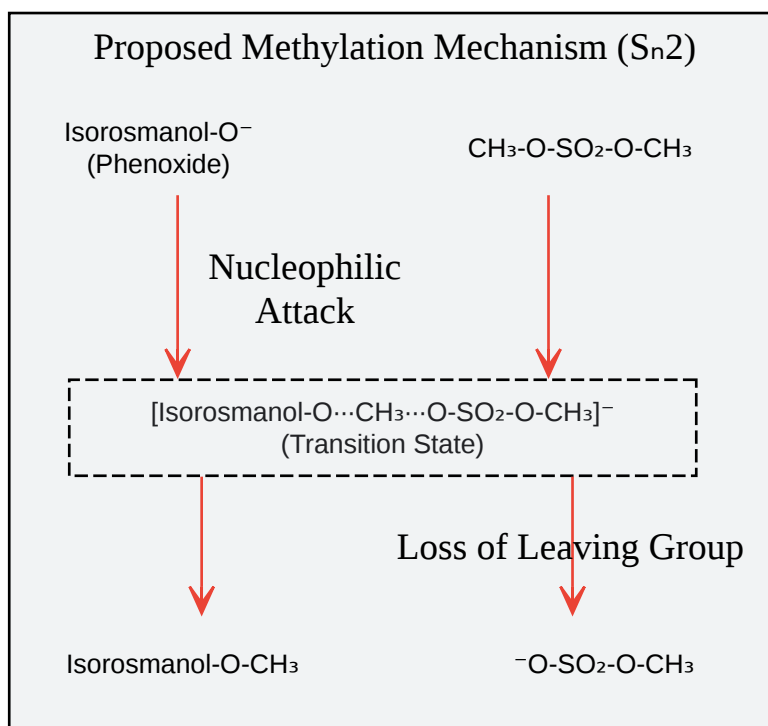 Proposed Methylation Mechanism (Sₙ2)
Isorosmanol-O⁻
(Phenoxide)
CH₃-O-SO₂-O-CH₃
Nucleophilic
Attack
[Isorosmanol-O···CH₃···O-SO₂-O-CH₃]⁻
(Transition State)
Loss of Leaving Group
Isorosmanol-O-CH₃
⁻O-SO₂-O-CH₃